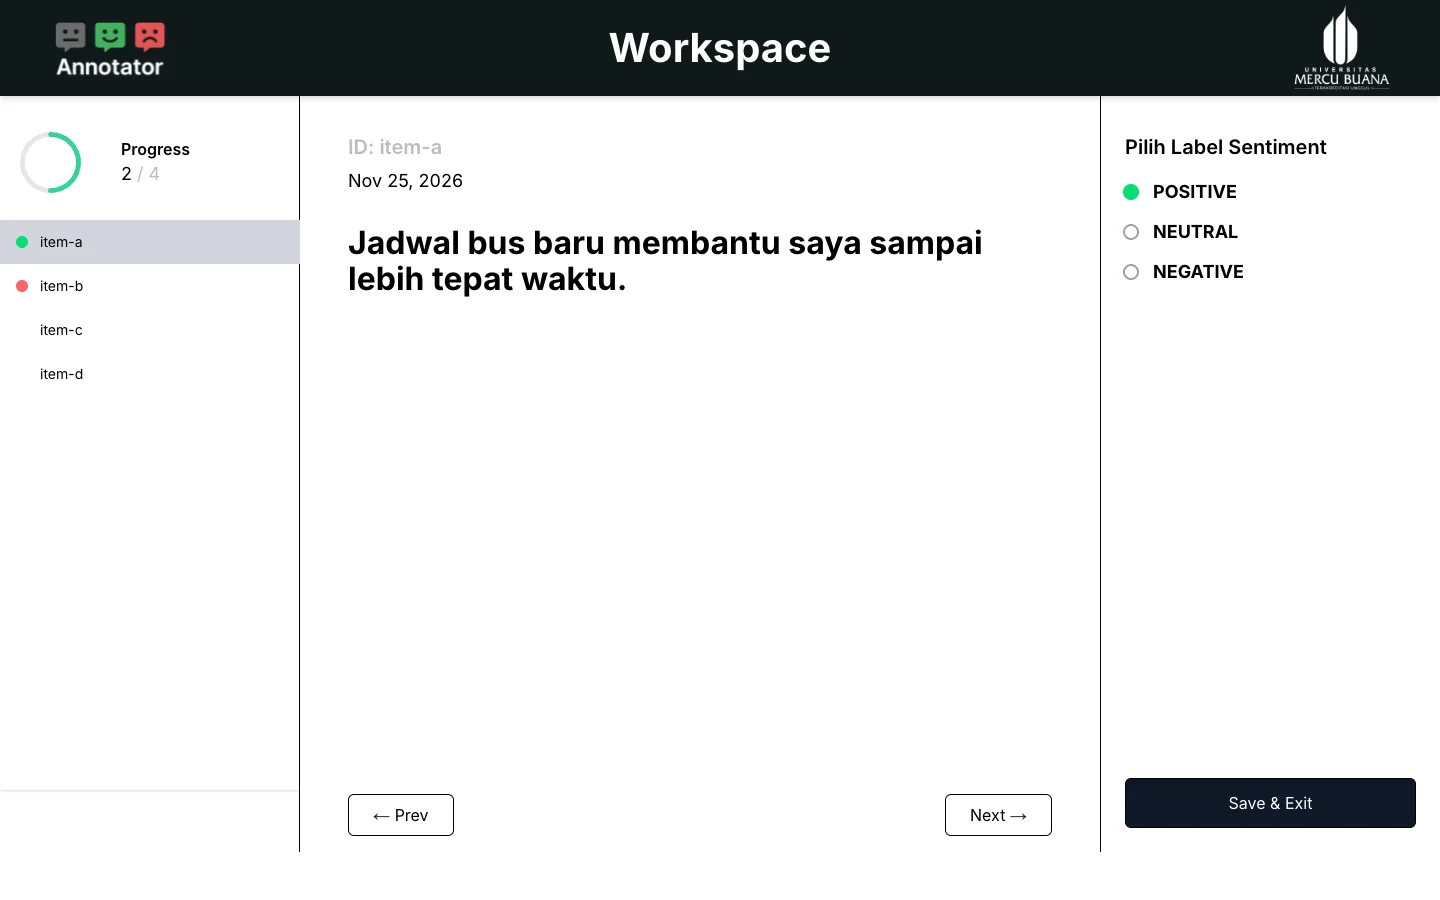 Annotator
Workspace
UNIVERSITAS
MERCU BUANA
Progress
2 / 4
item-a
item-b
item-c
item-d
ID: item-a
Nov 25, 2026
Jadwal bus baru membantu saya sampai
lebih tepat waktu.
← Prev
Next →
Pilih Label Sentiment
POSITIVE
NEUTRAL
NEGATIVE
Save & Exit